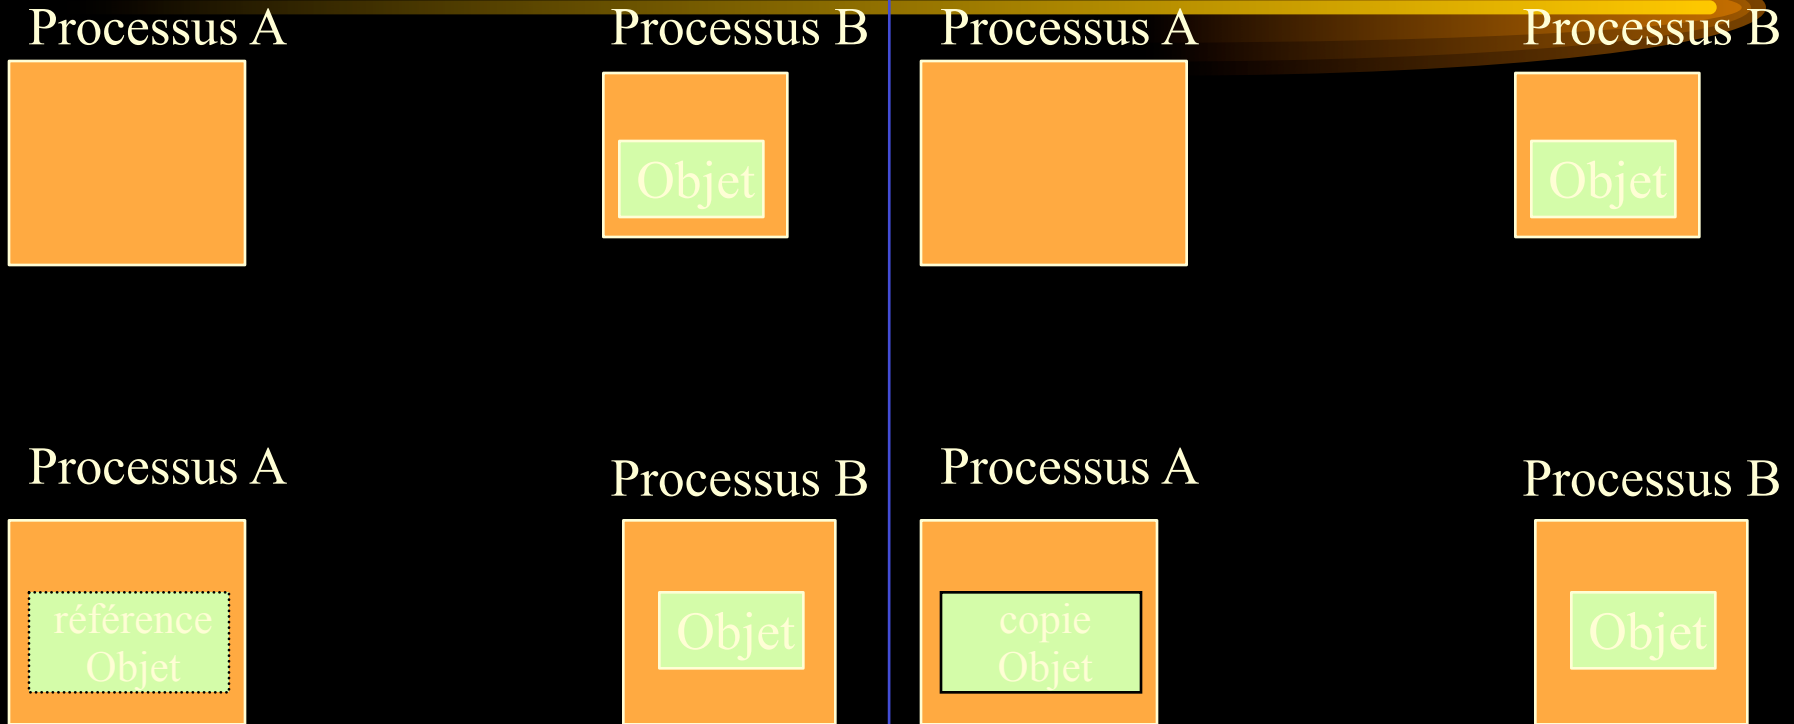 Processus A
Processus B
Objet
Processus A
Processus B
référence
Objet
Objet
Processus A
Processus B
Objet
Processus A
Processus B
copie
Objet
Objet